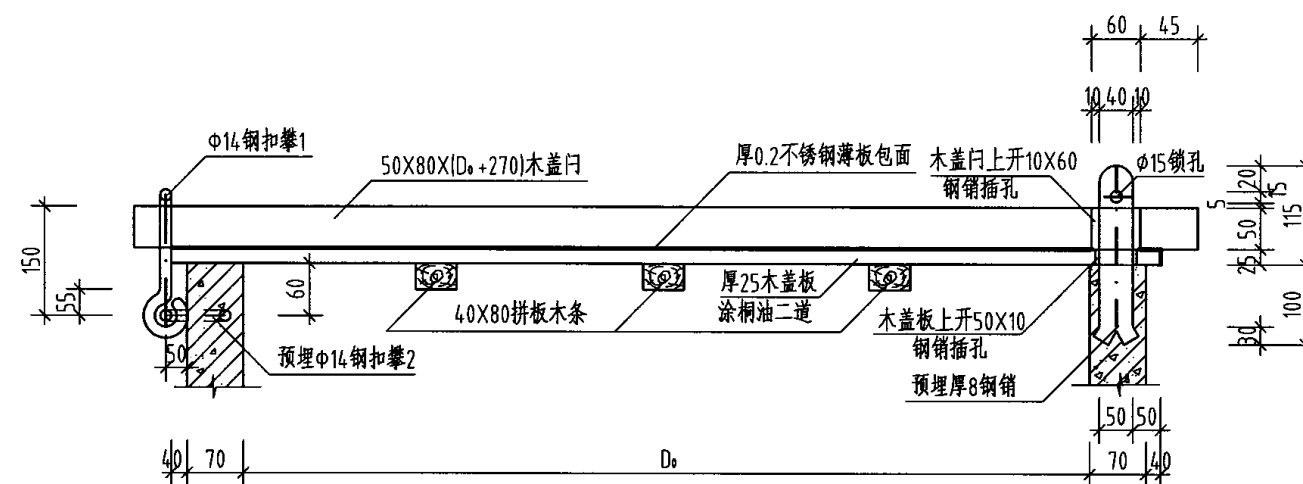 60
45
10
40
10
Φ14钢扣攀1
50X80X(D₀+270)木盖闩
厚0.2不锈钢薄板包面
木盖闩上开10X60
钢销插孔
Φ15锁孔
20
15
5
50
115
25
100
30
150
55
50
60
40X80拼板木条
厚25木盖板
涂桐油二道
木盖板上开50X10
钢销插孔
预埋Φ14钢扣攀2
预埋厚8钢销
50
50
40
70
D₀
70
40